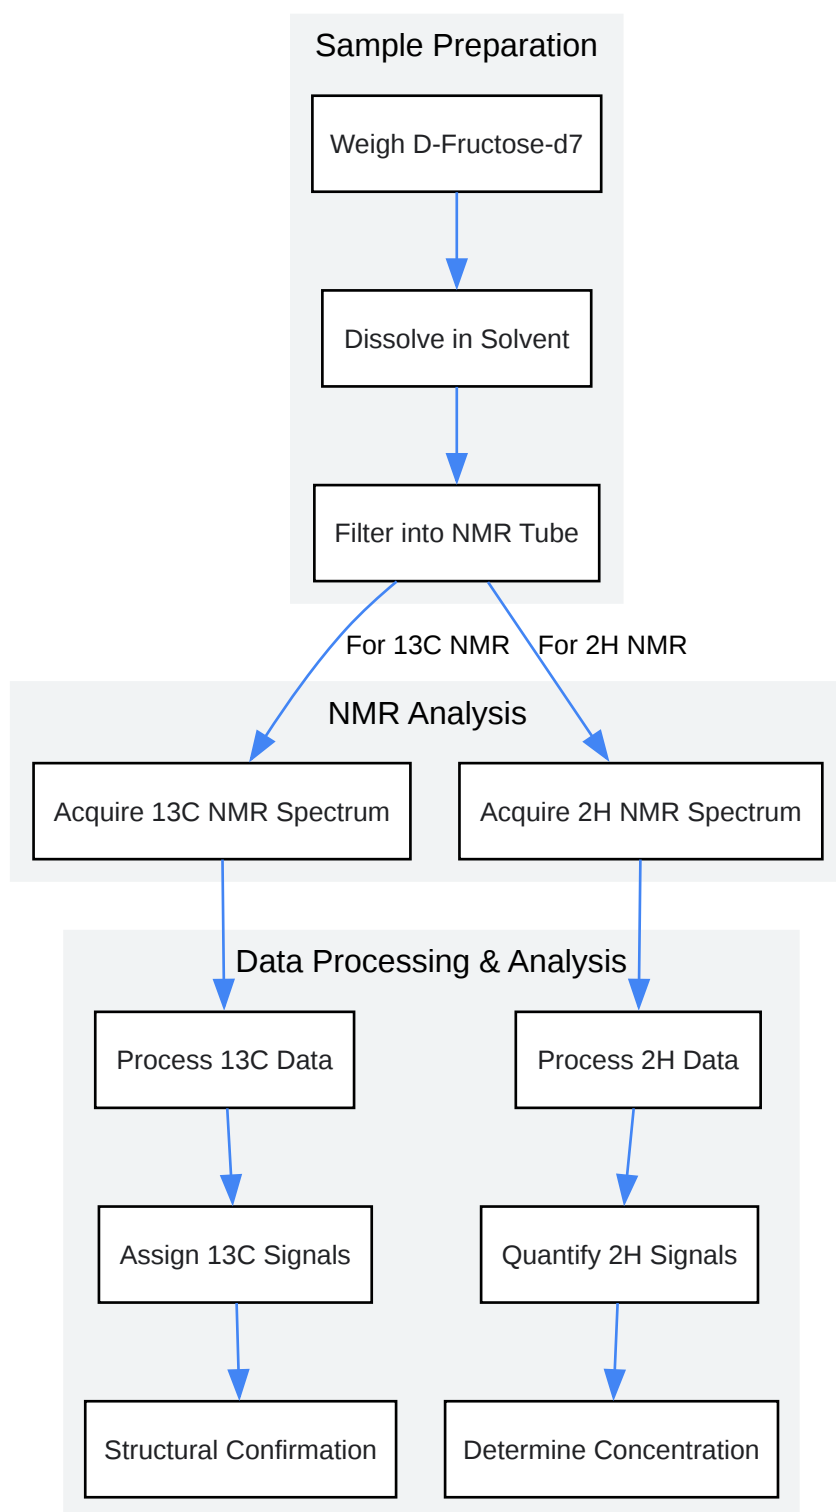 Sample Preparation
Weigh D-Fructose-d7
Dissolve in Solvent
Filter into NMR Tube
For 13C NMR
For 2H NMR
NMR Analysis
Acquire 13C NMR Spectrum
Acquire 2H NMR Spectrum
Data Processing & Analysis
Process 13C Data
Process 2H Data
Assign 13C Signals
Quantify 2H Signals
Structural Confirmation
Determine Concentration